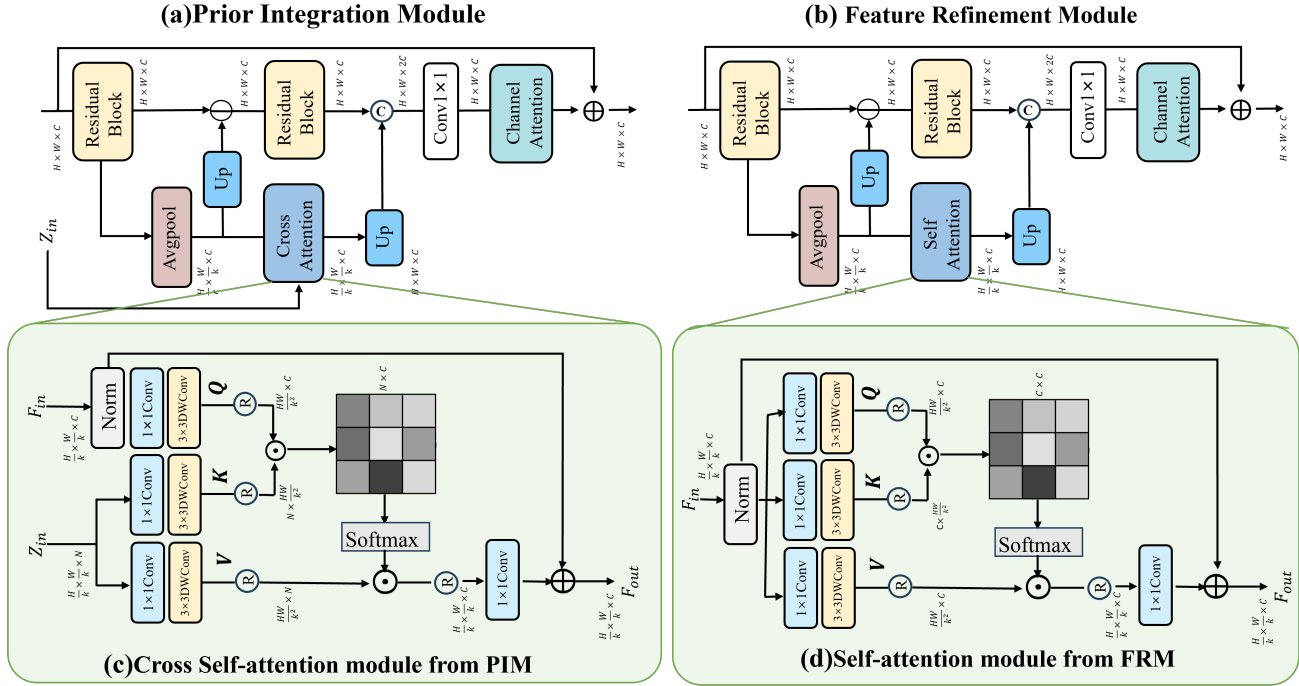 (a)Prior Integration Module
H × W × C
Residual
Block
H × W × C
−
Residual
Block
H × W × C
C
H × W × 2C
Conv1×1
H × W × C
Channel
Attention
H × W × C
Up
Z_in
Avgpool
H/k × W/k × C
Cross
Attention
H/k × W/k × C
Up
H × W × C
(b) Feature Refinement Module
H × W × C
Residual
Block
H × W × C
−
Residual
Block
H × W × C
C
H × W × 2C
Conv1×1
H × W × C
Channel
Attention
H × W × C
Up
Avgpool
H/k × W/k × C
Self
Attention
H/k × W/k × C
Up
H × W × C
F_in
H/k × W/k × C
Norm
1×1Conv
3×3DWConv
Q
R
HW/k² × C
N × C
1×1Conv
3×3DWConv
K
R
N × HW/k²
Z_in
H/k × W/k × N
1×1Conv
3×3DWConv
V
R
HW/k² × N
Softmax
R
H/k × W/k × C
1×1Conv
F_out
H/k × W/k × C
(c)Cross Self-attention module from PIM
F_in
H/k × W/k × C
Norm
1×1Conv
3×3DWConv
Q
R
HW/k² × C
C × C
1×1Conv
3×3DWConv
K
R
C × HW/k²
1×1Conv
3×3DWConv
V
R
HW/k² × C
Softmax
R
H/k × W/k × C
1×1Conv
F_out
H/k × W/k × C
(d)Self-attention module from FRM